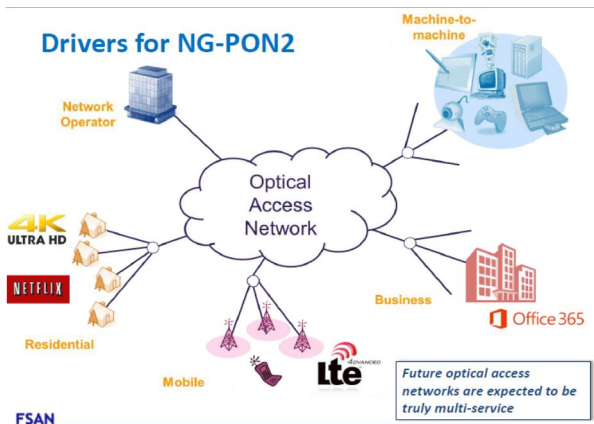 Drivers for NG-PON2
Machine-to-
machine
Network
Operator
Optical
Access
Network
4K
ULTRA HD
NETFLIX
Residential
Business
Office 365
Mobile
4DVANCED
Lte
Future optical access
networks are expected to be
truly multi-service
FSAN